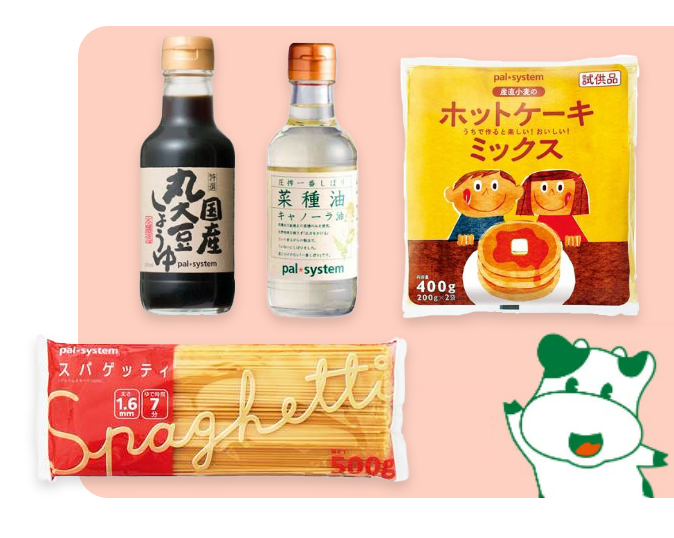 特選
国産
丸大豆
しょうゆ
pal*system
圧搾一番しぼり
菜種油
キャノーラ油
pal*system
pal*system
試供品
産直小麦の
ホットケーキ
うちで作ると楽しい!おいしい!
ミックス
内容量
400g
200g×2袋
pal*system
スパゲッティ
太さ
1.6
mm
ゆで時間
7
分
Spaghetti
500g